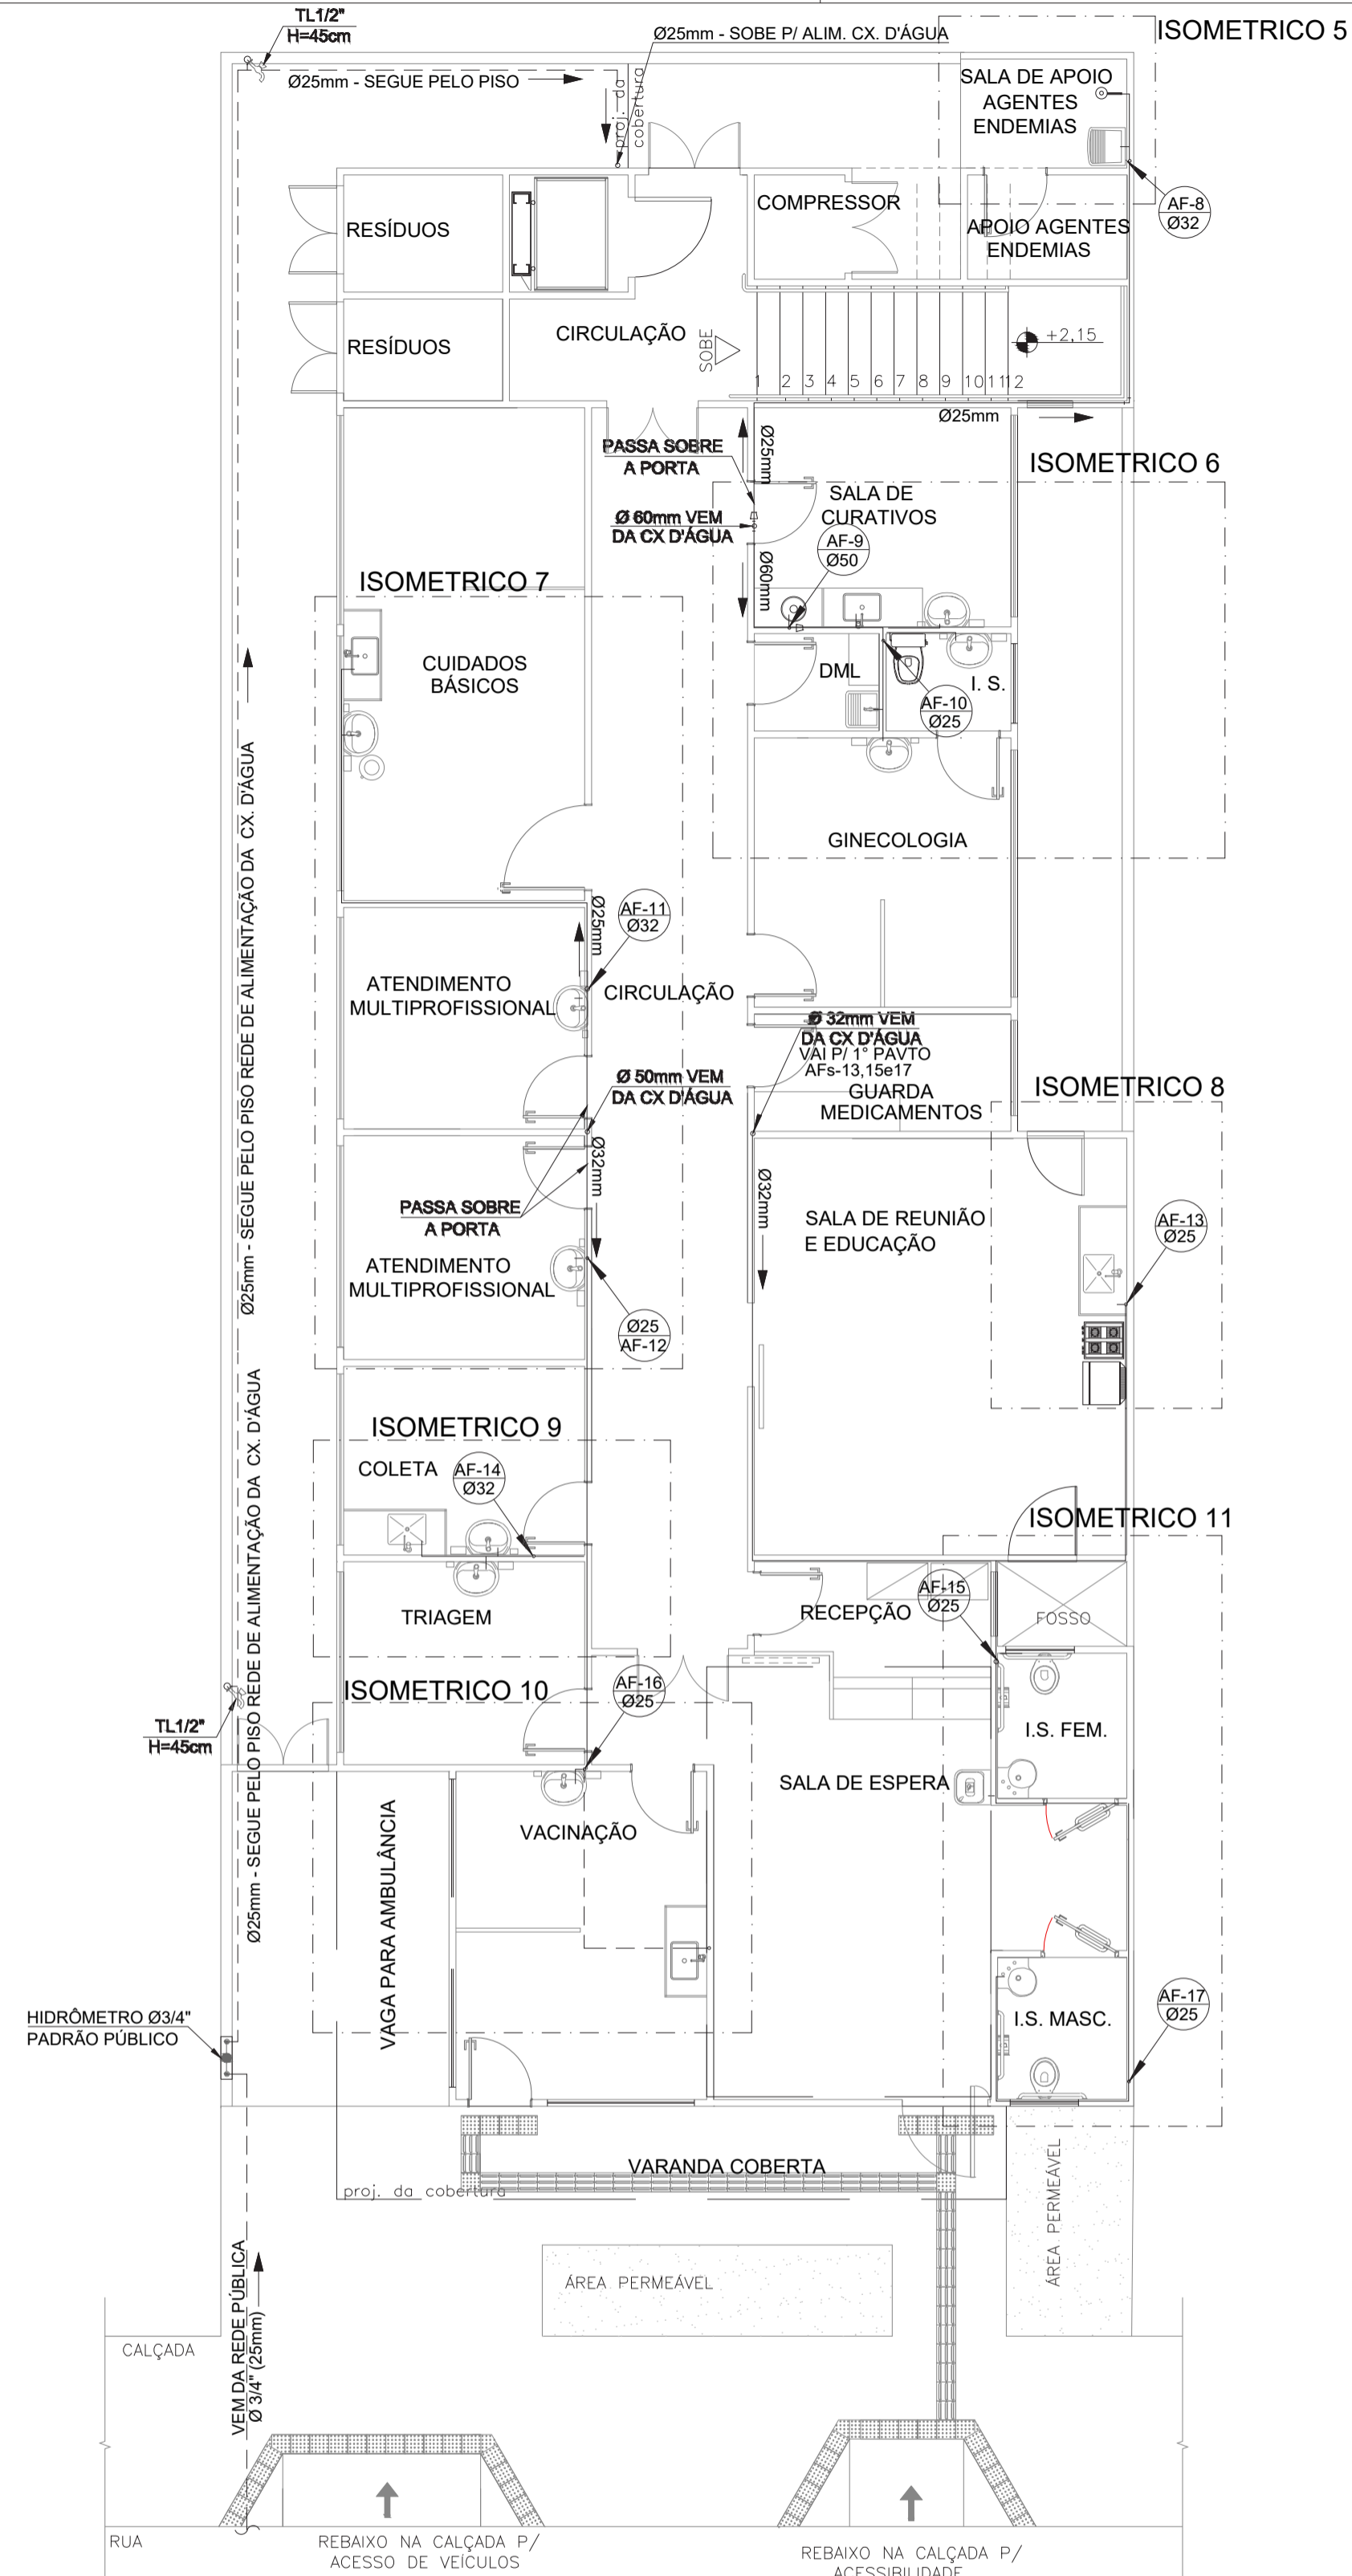 TL1/2"
H=45cm
Ø25mm - SOBE P/ ALIM. CX. D'ÁGUA
ISOMETRICO 5
Ø25mm - SEGUE PELO PISO
proj. da
cobertura
SALA DE APOIO
AGENTES
ENDEMIAS
AF-8
Ø32
RESÍDUOS
COMPRESSOR
APOIO AGENTES
ENDEMIAS
RESÍDUOS
CIRCULAÇÃO
SOBE
+2,15
1 2 3 4 5 6 7 8 9 10 11 12
Ø25mm
Ø25mm
PASSA SOBRE
A PORTA
ISOMETRICO 6
SALA DE
CURATIVOS
Ø 60mm VEM
DA CX D'ÁGUA
AF-9
Ø50
Ø60mm
ISOMETRICO 7
CUIDADOS
BÁSICOS
DML
I. S.
AF-10
Ø25
Ø25mm - SEGUE PELO PISO REDE DE ALIMENTAÇÃO DA CX. D'ÁGUA
GINECOLOGIA
Ø25mm
AF-11
Ø32
ATENDIMENTO
MULTIPROFISSIONAL
CIRCULAÇÃO
Ø 32mm VEM
DA CX D'ÁGUA
VAI P/ 1° PAVTO
AFs-13,15e17
GUARDA
MEDICAMENTOS
Ø 50mm VEM
DA CX D'ÁGUA
ISOMETRICO 8
Ø32mm
Ø32mm
PASSA SOBRE
A PORTA
SALA DE REUNIÃO
E EDUCAÇÃO
AF-13
Ø25
ATENDIMENTO
MULTIPROFISSIONAL
Ø25
AF-12
ISOMETRICO 9
COLETA
AF-14
Ø32
Ø25mm - SEGUE PELO PISO REDE DE ALIMENTAÇÃO DA CX. D'ÁGUA
ISOMETRICO 11
TRIAGEM
RECEPÇÃO
AF-15
Ø25
FOSSO
ISOMETRICO 10
AF-16
Ø25
TL1/2"
H=45cm
I.S. FEM.
SALA DE ESPERA
VACINAÇÃO
VAGA PARA AMBULÂNCIA
HIDRÔMETRO Ø3/4"
PADRÃO PÚBLICO
AF-17
Ø25
I.S. MASC.
VARANDA COBERTA
proj. da cobertura
ÁREA PERMEÁVEL
ÁREA PERMEÁVEL
VEM DA REDE PÚBLICA
Ø 3/4" (25mm)
CALÇADA
RUA
REBAIXO NA CALÇADA P/
ACESSO DE VEÍCULOS
REBAIXO NA CALÇADA P/
ACESSIBILIDADE